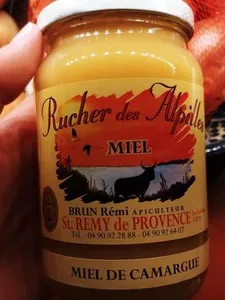 Rucher des Alpilles
MIEL
BRUN Rémi APICULTEUR
St. REMY de PROVENCE
Tél : 04 90 92 28 88 - 04 90 92 64 07
MIEL DE CAMARGUE